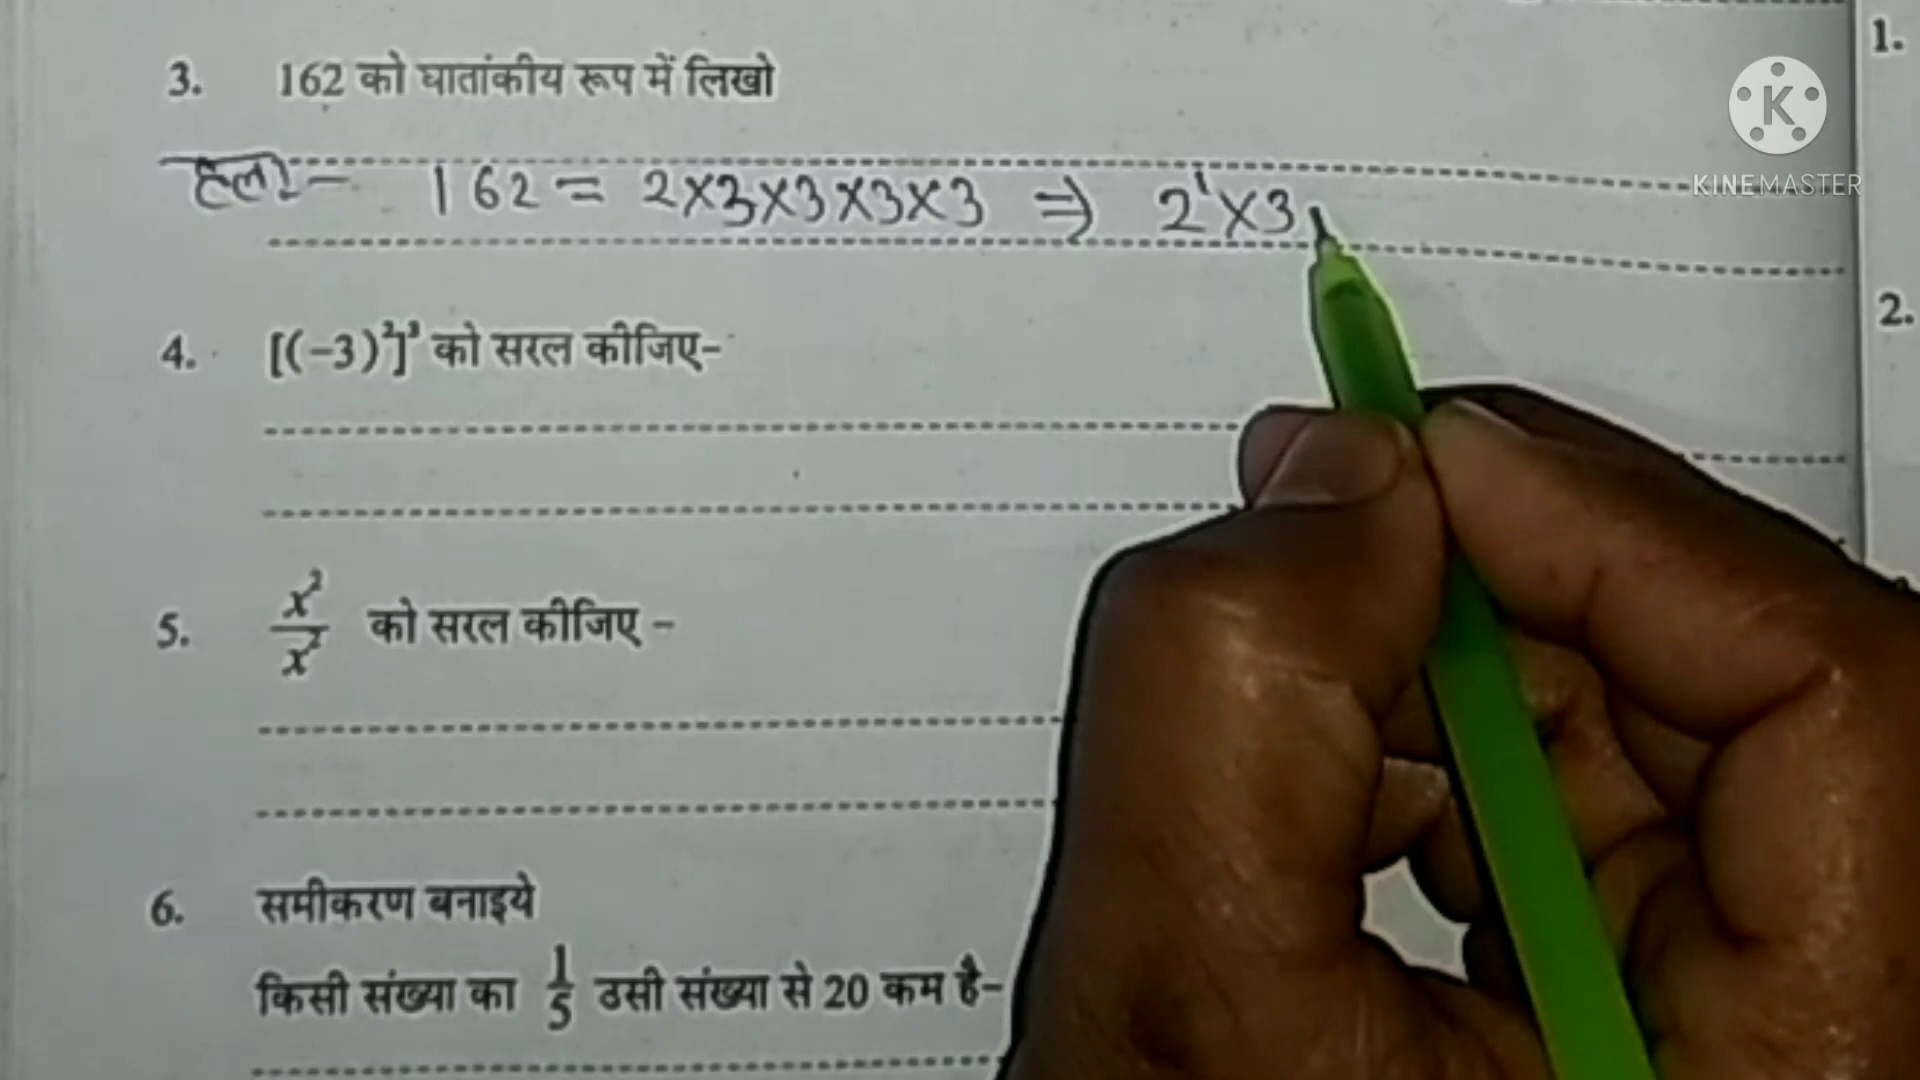 1.
3. 162 को घातांकीय रूप में लिखो
KINEMASTER
हलः- 162 = 2×3×3×3×3 ⇒ 2¹×3
2.
4. [(-3)²]³ को सरल कीजिए-
5. x²/x² को सरल कीजिए -
6. समीकरण बनाइये
किसी संख्या का 1/5 उसी संख्या से 20 कम है-